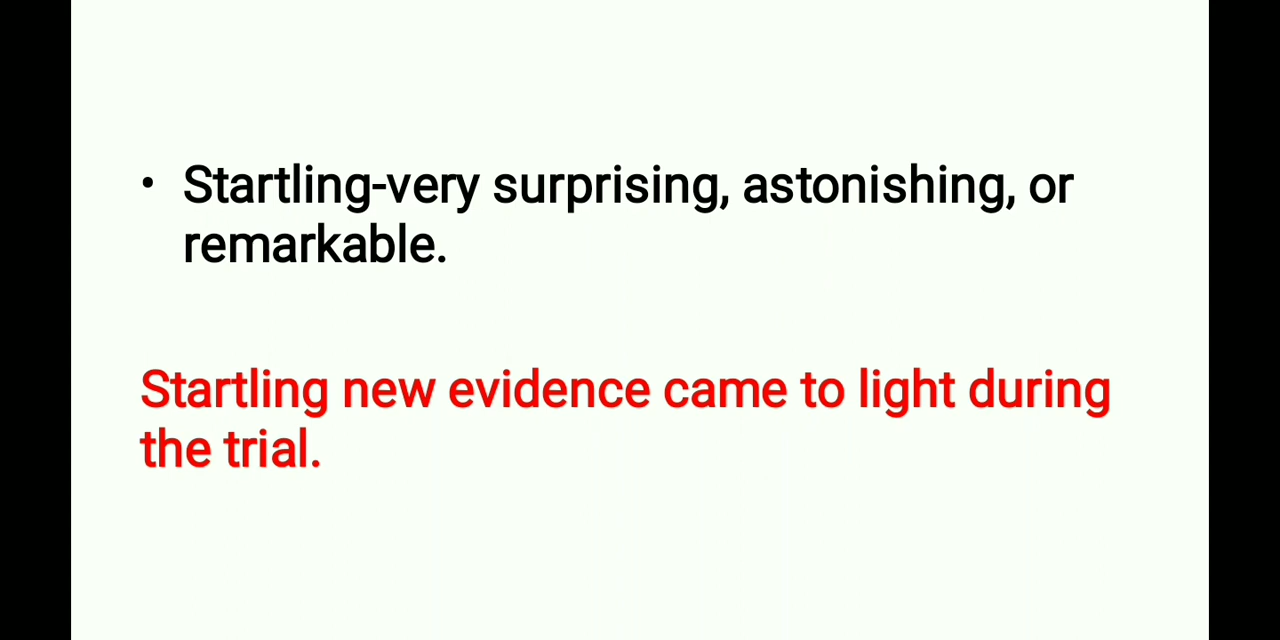 • Startling-very surprising, astonishing, or
remarkable.
Startling new evidence came to light during
the trial.